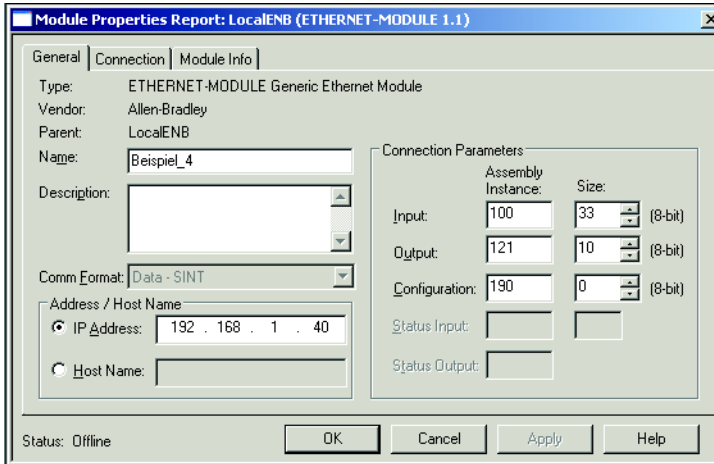 Module Properties Report: LocalENB (ETHERNET-MODULE 1.1)
General Connection Module Info
Type: ETHERNET-MODULE Generic Ethernet Module
Vendor: Allen-Bradley
Parent: LocalENB
Name: Beispiel_4
Description:
Comm Format: Data - SINT
Address / Host Name
IP Address: 192 . 168 . 1 . 40
Host Name:
Connection Parameters
Assembly
Instance: Size:
Input: 100 33 (8-bit)
Output: 121 10 (8-bit)
Configuration: 190 0 (8-bit)
Status Input:
Status Output:
Status: Offline OK Cancel Apply Help